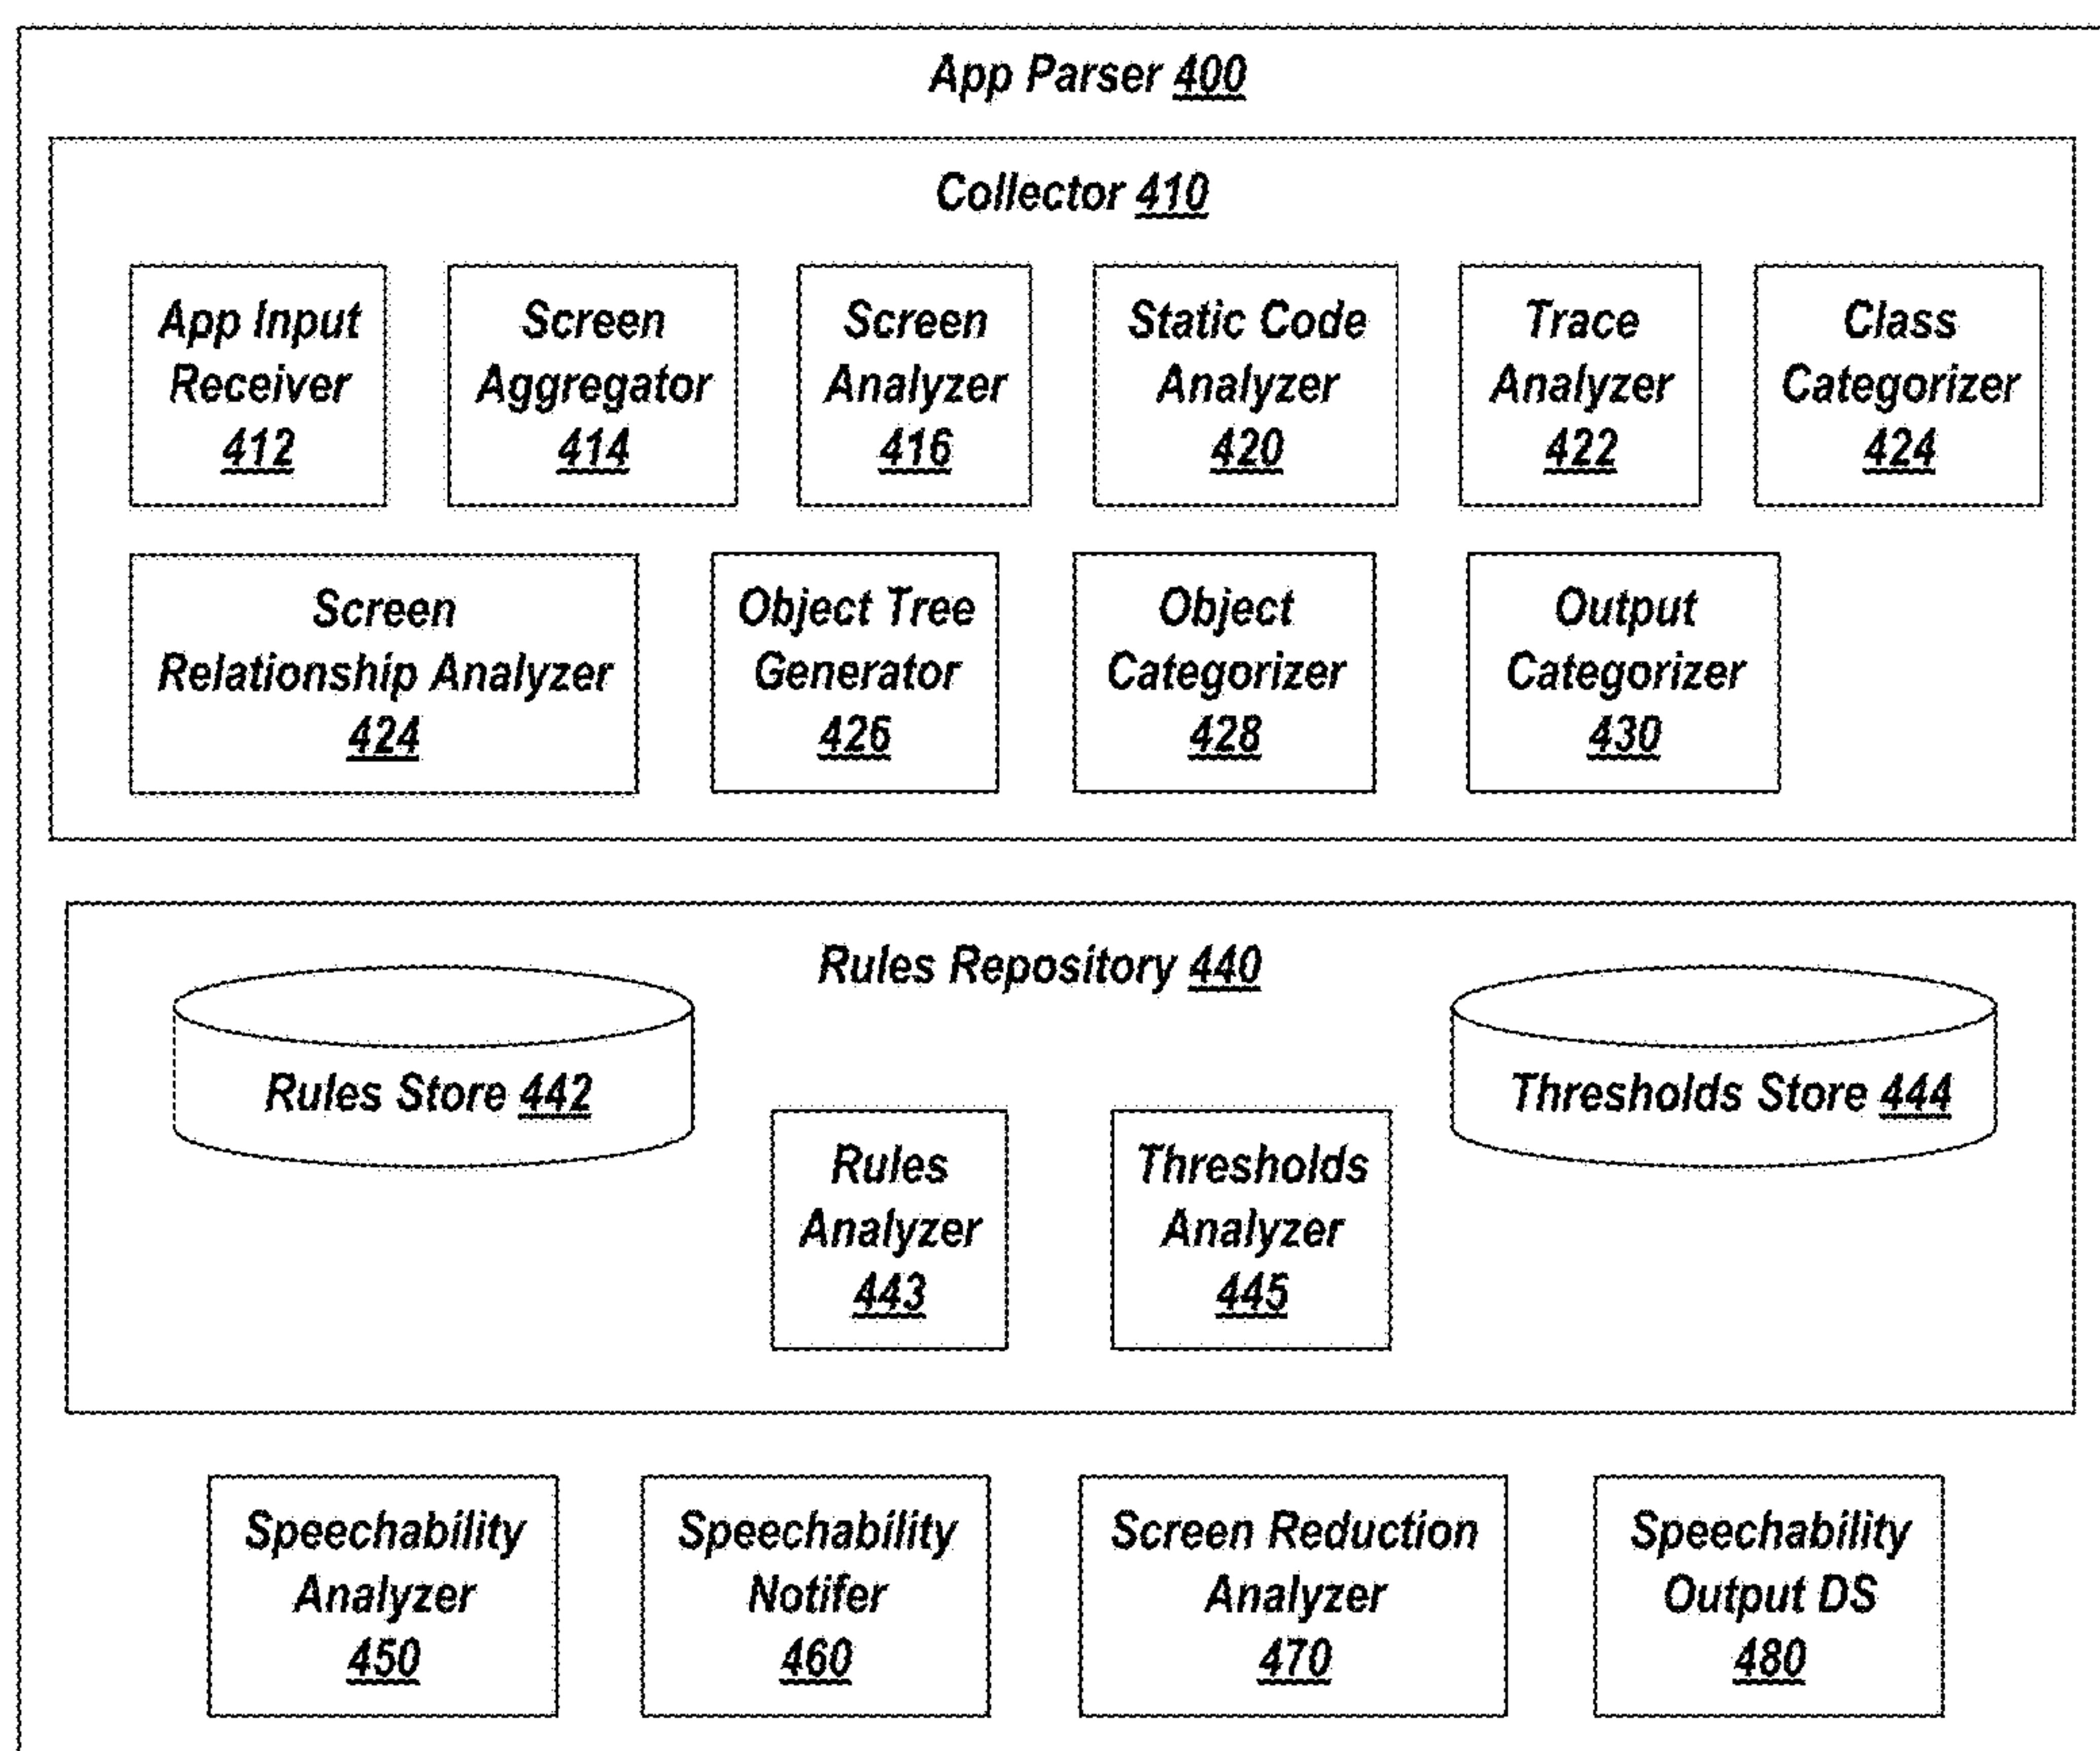 App Parser 400
Collector 410
App Input
Receiver
412
Screen
Aggregator
414
Screen
Analyzer
416
Static Code
Analyzer
420
Trace
Analyzer
422
Class
Categorizer
424
Screen
Relationship Analyzer
424
Object Tree
Generator
426
Object
Categorizer
428
Output
Categorizer
430
Rules Repository 440
Rules Store 442
Thresholds Store 444
Rules
Analyzer
443
Thresholds
Analyzer
445
Speechability
Analyzer
450
Speechability
Notifer
460
Screen Reduction
Analyzer
470
Speechability
Output DS
480